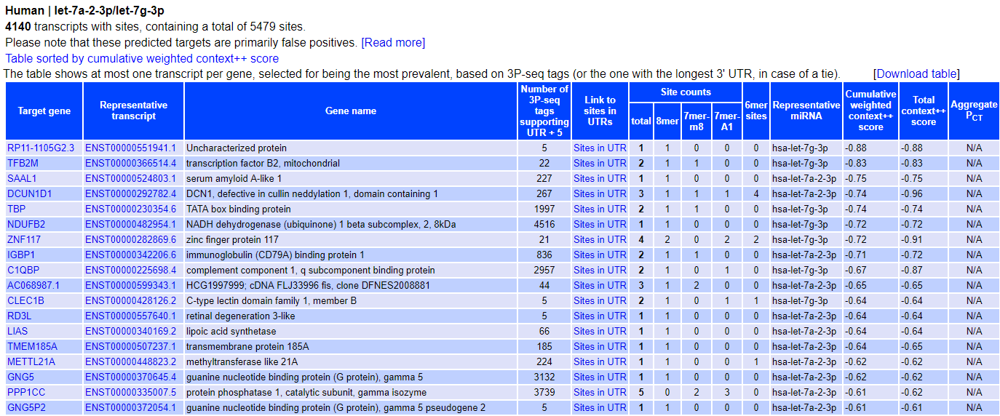 Human | let-7a-2-3p/let-7g-3p
4140 transcripts with sites, containing a total of 5479 sites.
Please note that these predicted targets are primarily false positives. [Read more]
Table sorted by cumulative weighted context++ score
The table shows at most one transcript per gene, selected for being the most prevalent, based on 3P-seq tags (or the one with the longest 3' UTR, in case of a tie). [Download table]
Target gene Representative transcript Gene name Number of 3P-seq tags supporting UTR + 5 Link to sites in UTRs Site counts total 8mer 7mer-m8 7mer-A1 6mer sites Representative miRNA Cumulative weighted context++ score Total context++ score Aggregate PCT
RP11-1105G2.3 ENST00000551941.1 Uncharacterized protein 5 Sites in UTR 1 1 0 0 0 hsa-let-7g-3p -0.88 -0.88 N/A
TFB2M ENST00000366514.4 transcription factor B2, mitochondrial 22 Sites in UTR 2 1 1 0 0 hsa-let-7g-3p -0.83 -0.83 N/A
SAAL1 ENST00000524803.1 serum amyloid A-like 1 227 Sites in UTR 1 1 0 0 0 hsa-let-7a-2-3p -0.75 -0.75 N/A
DCUN1D1 ENST00000292782.4 DCN1, defective in cullin neddylation 1, domain containing 1 267 Sites in UTR 3 1 1 1 4 hsa-let-7a-2-3p -0.74 -0.96 N/A
TBP ENST00000230354.6 TATA box binding protein 1997 Sites in UTR 2 1 1 0 0 hsa-let-7g-3p -0.74 -0.74 N/A
NDUFB2 ENST00000482954.1 NADH dehydrogenase (ubiquinone) 1 beta subcomplex, 2, 8kDa 4516 Sites in UTR 1 1 0 0 0 hsa-let-7g-3p -0.72 -0.72 N/A
ZNF117 ENST00000282869.6 zinc finger protein 117 21 Sites in UTR 4 2 0 2 2 hsa-let-7g-3p -0.72 -0.91 N/A
IGBP1 ENST00000342206.6 immunoglobulin (CD79A) binding protein 1 836 Sites in UTR 2 1 1 0 0 hsa-let-7a-2-3p -0.71 -0.72 N/A
C1QBP ENST00000225698.4 complement component 1, q subcomponent binding protein 2957 Sites in UTR 2 1 0 1 0 hsa-let-7g-3p -0.67 -0.87 N/A
AC068987.1 ENST00000599343.1 HCG1997999; cDNA FLJ33996 fis, clone DFNES2008881 44 Sites in UTR 3 1 2 0 0 hsa-let-7a-2-3p -0.65 -0.65 N/A
CLEC1B ENST00000428126.2 C-type lectin domain family 1, member B 5 Sites in UTR 2 1 0 1 1 hsa-let-7g-3p -0.64 -0.64 N/A
RD3L ENST00000557640.1 retinal degeneration 3-like 5 Sites in UTR 1 1 0 0 0 hsa-let-7a-2-3p -0.64 -0.64 N/A
LIAS ENST00000340169.2 lipoic acid synthetase 66 Sites in UTR 1 1 0 0 0 hsa-let-7a-2-3p -0.64 -0.64 N/A
TMEM185A ENST00000507237.1 transmembrane protein 185A 185 Sites in UTR 1 1 0 0 0 hsa-let-7a-2-3p -0.64 -0.65 N/A
METTL21A ENST00000448823.2 methyltransferase like 21A 224 Sites in UTR 1 1 0 0 1 hsa-let-7a-2-3p -0.62 -0.62 N/A
GNG5 ENST00000370645.4 guanine nucleotide binding protein (G protein), gamma 5 3132 Sites in UTR 1 1 0 0 0 hsa-let-7a-2-3p -0.62 -0.62 N/A
PPP1CC ENST00000335007.5 protein phosphatase 1, catalytic subunit, gamma isozyme 3739 Sites in UTR 5 0 2 3 0 hsa-let-7a-2-3p -0.61 -0.62 N/A
GNG5P2 ENST00000372054.1 guanine nucleotide binding protein (G protein), gamma 5 pseudogene 2 5 Sites in UTR 1 1 0 0 0 hsa-let-7a-2-3p -0.61 -0.61 N/A